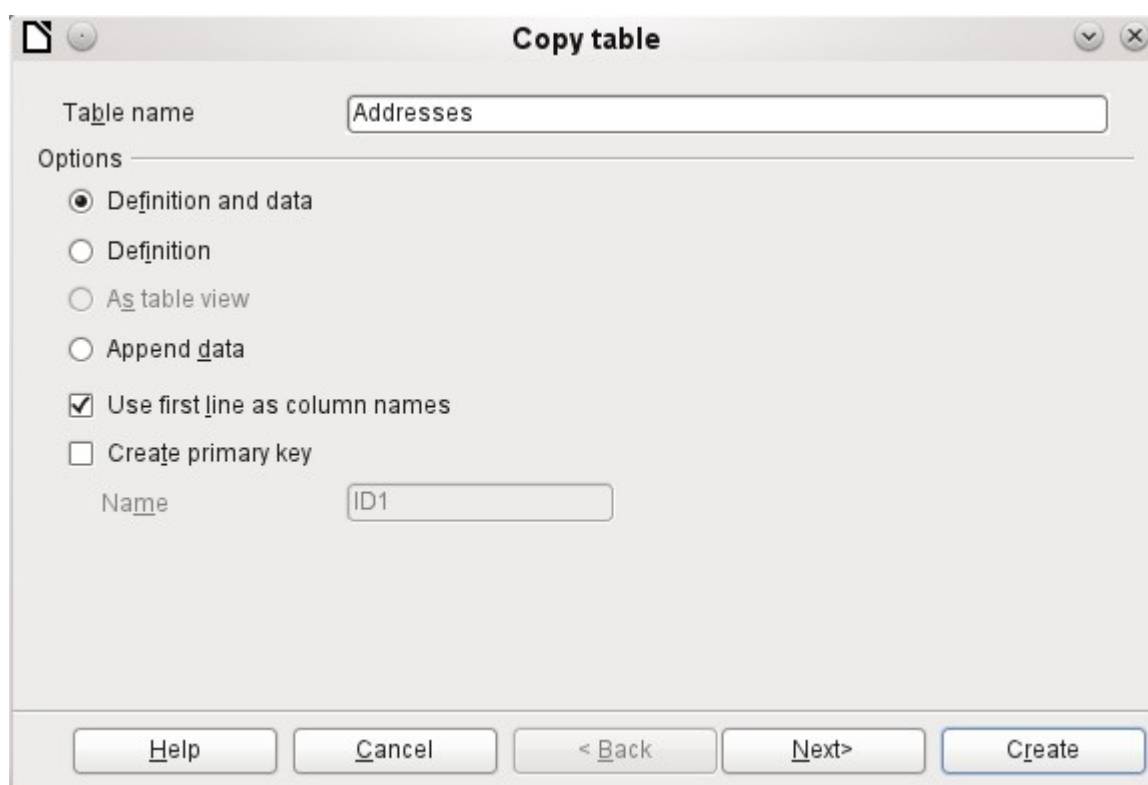 Copy table
Table name Addresses
Options
Definition and data
Definition
As table view
Append data
Use first line as column names
Create primary key
Name ID1
Help Cancel < Back Next> Create